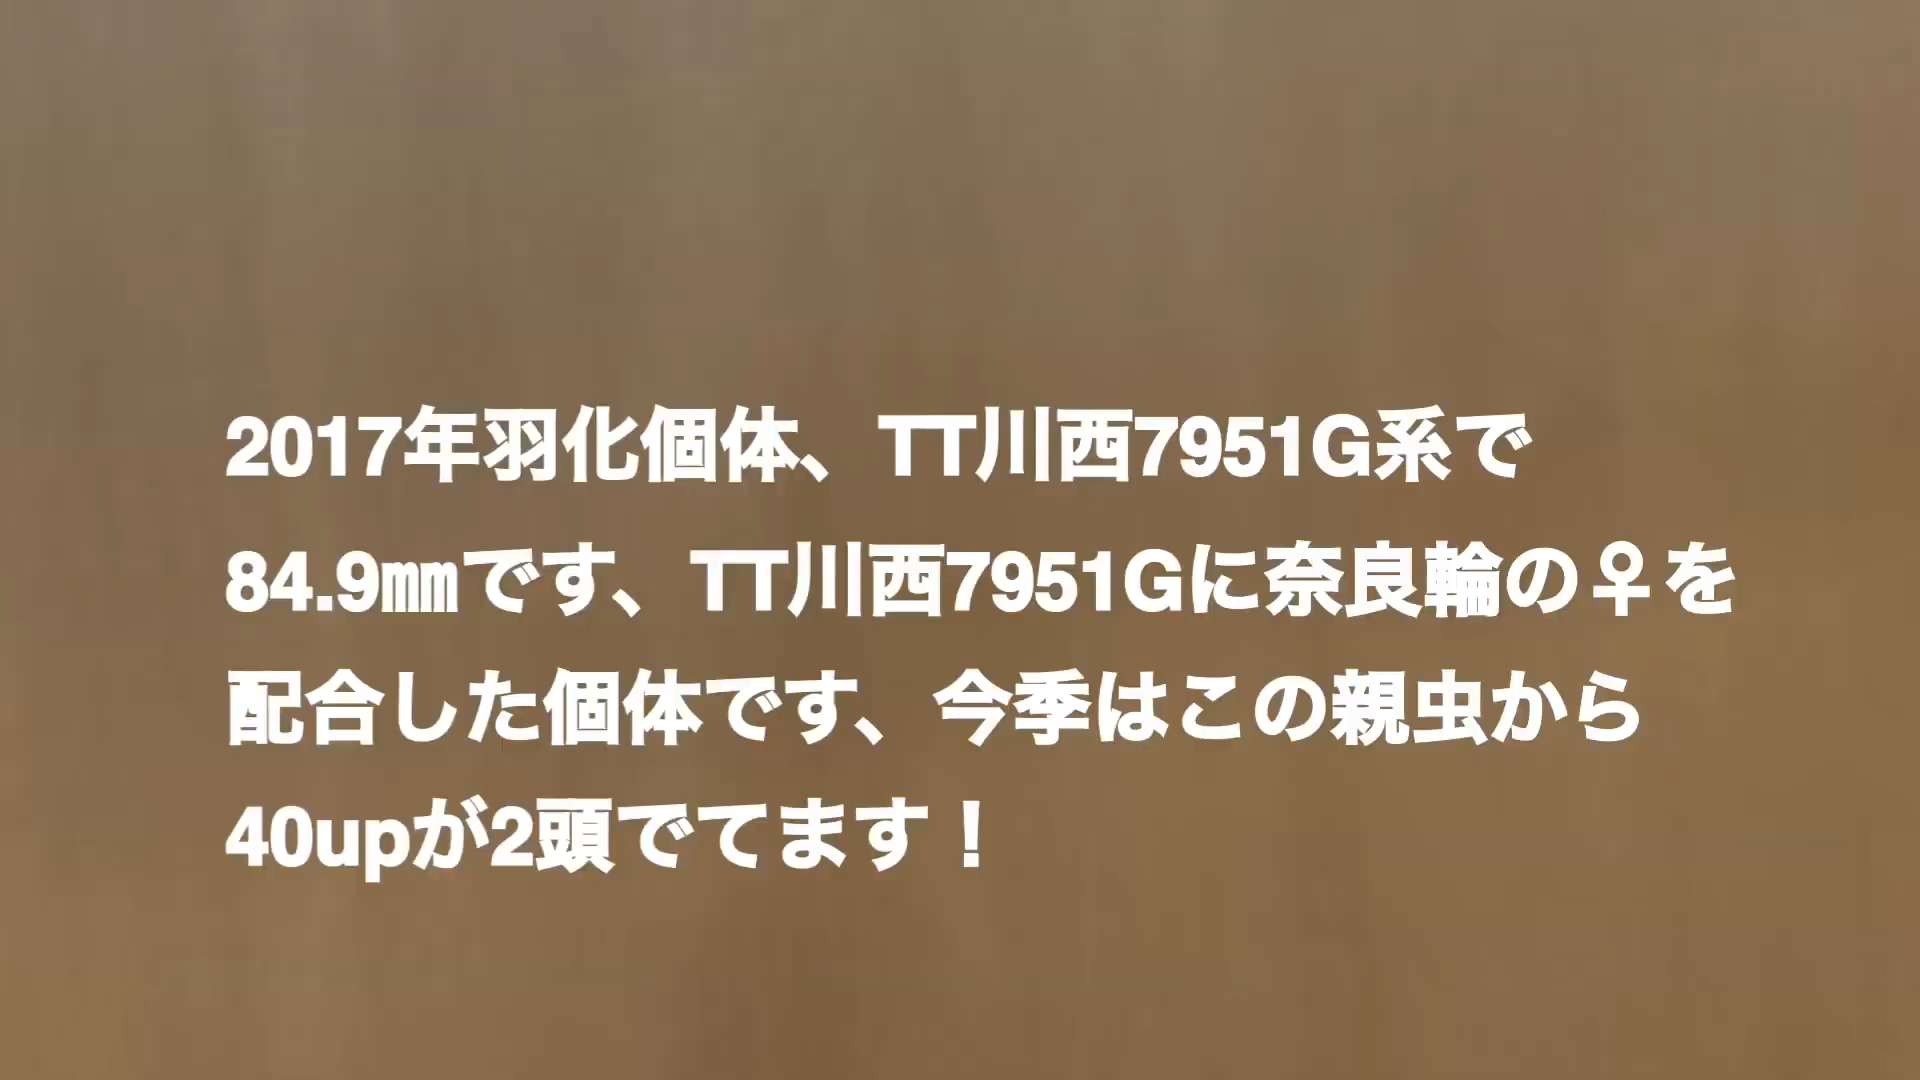 2017年羽化個体、TT川西7951G系で
84.9㎜です、TT川西7951Gに奈良輪の♀を
配合した個体です、今季はこの親虫から
40upが2頭でてます！